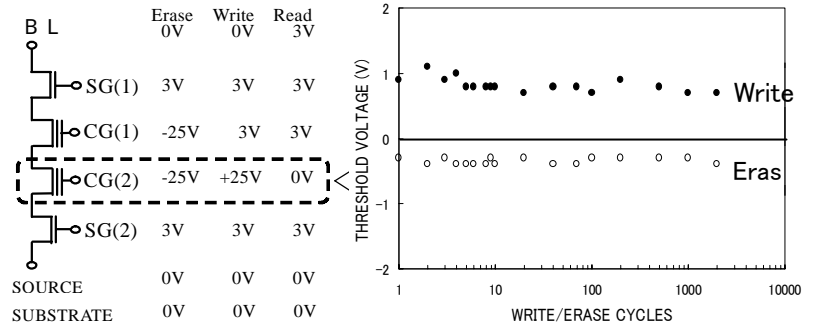 Erase Write Read
B L 0V 0V 3V
SG(1) 3V 3V 3V
CG(1) -25V 3V 3V
CG(2) -25V +25V 0V
SG(2) 3V 3V 3V
SOURCE 0V 0V 0V
SUBSTRATE 0V 0V 0V
THRESHOLD VOLTAGE (V)
2
1
0
-1
-2
Write
Eras
1 10 100 1000 10000
WRITE/ERASE CYCLES